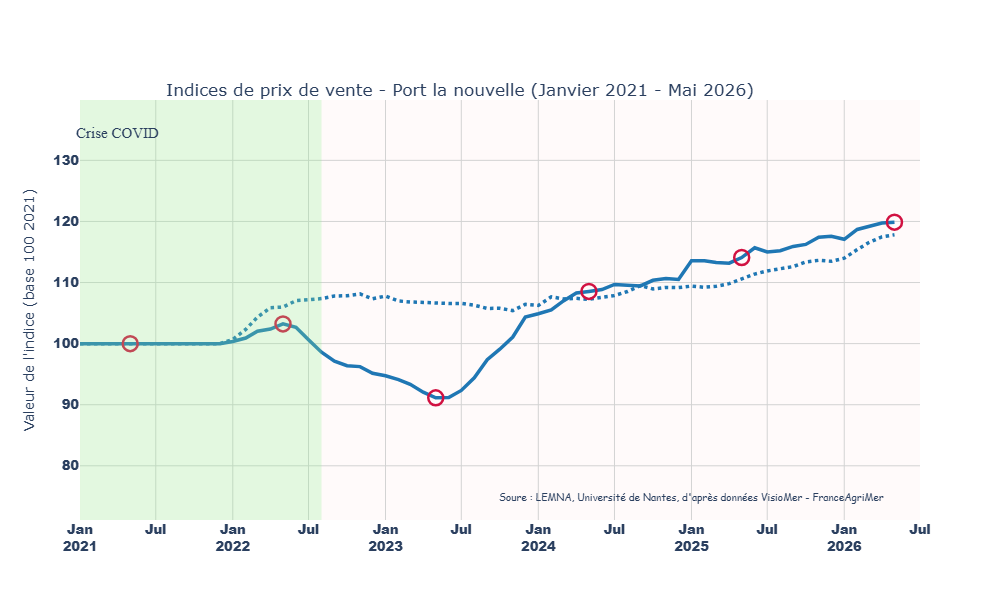 Indices de prix de vente - Port la nouvelle (Janvier 2021 - Mai 2026)
Crise COVID
Valeur de l'indice (base 100 2021)
130
120
110
100
90
80
Soure : LEMNA, Université de Nantes, d'après données VisioMer - FranceAgriMer
Jan Jul Jan Jul Jan Jul Jan Jul Jan Jul Jan Jul
2021 2022 2023 2024 2025 2026